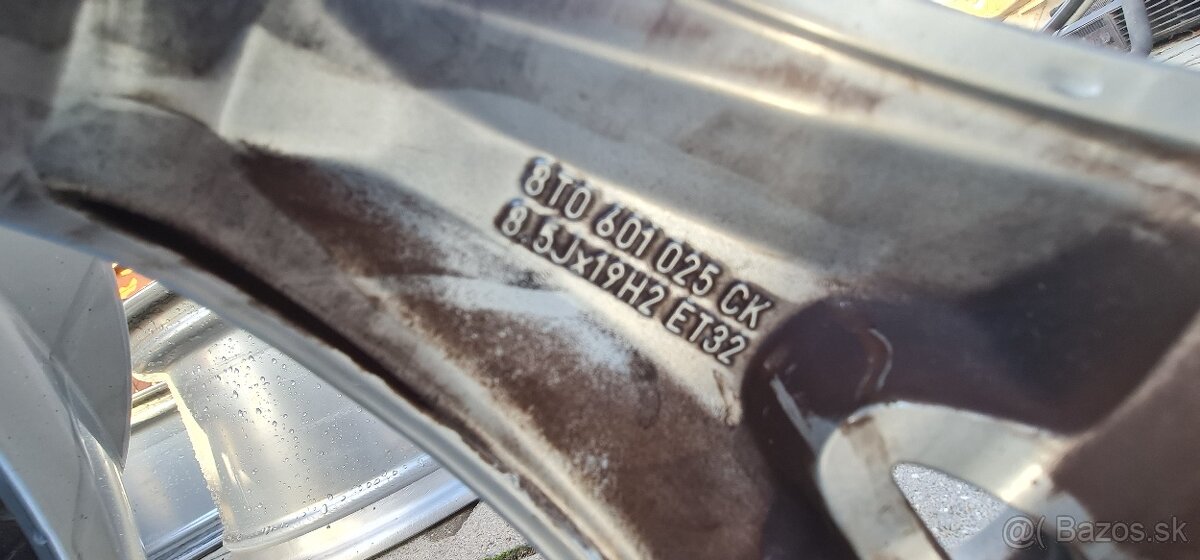 8T0 601 025 CK
8.5Jx19H2 ET32
@( Bazos.sk